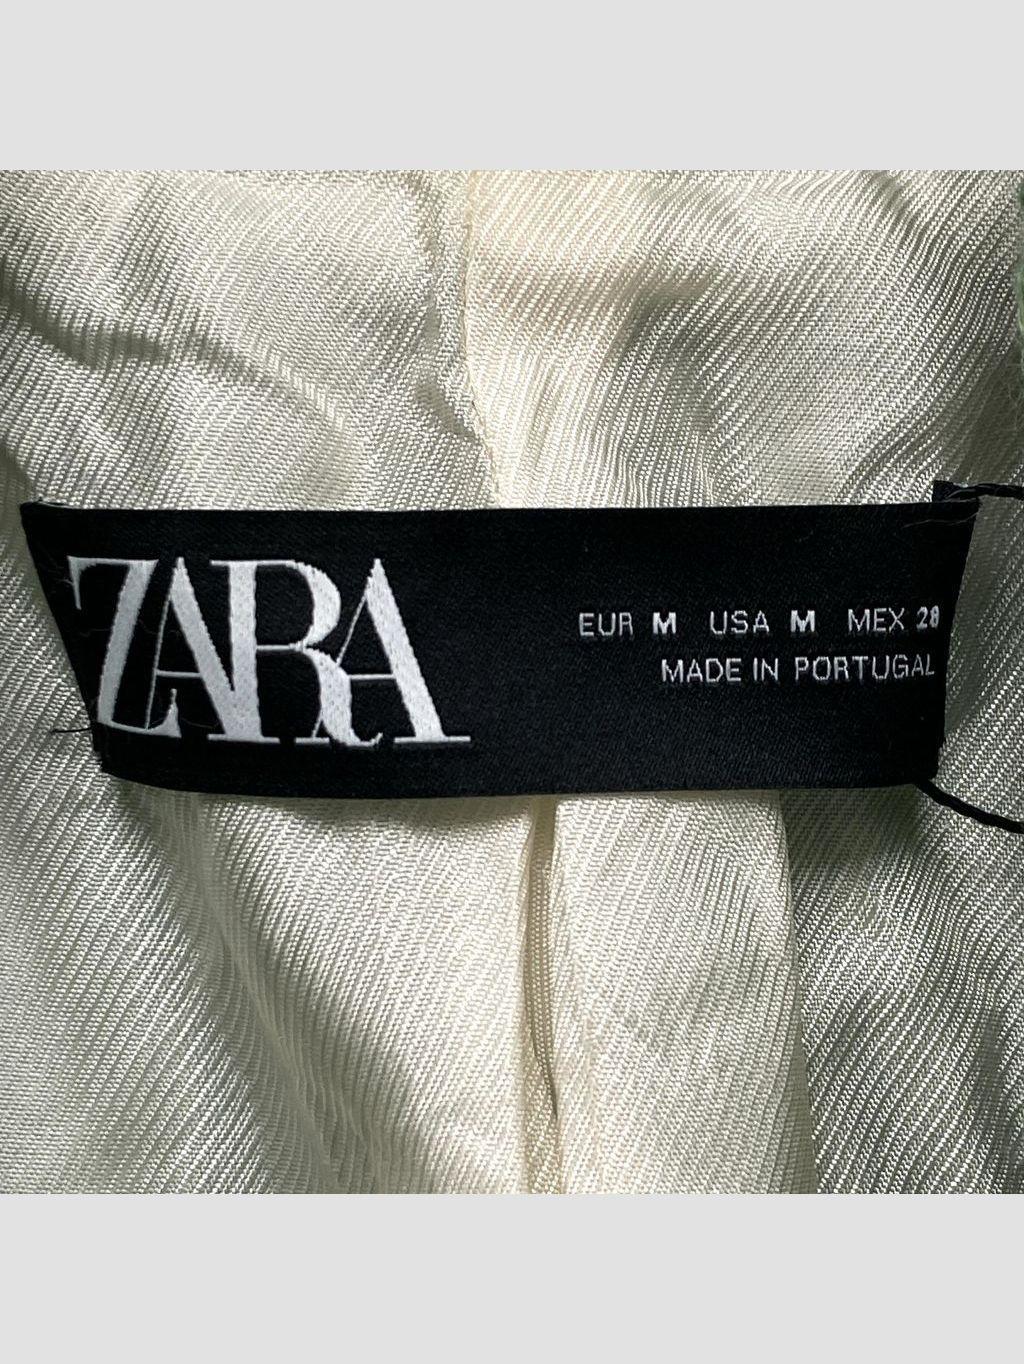 ZARA
EUR M USA M MEX 28
MADE IN PORTUGAL